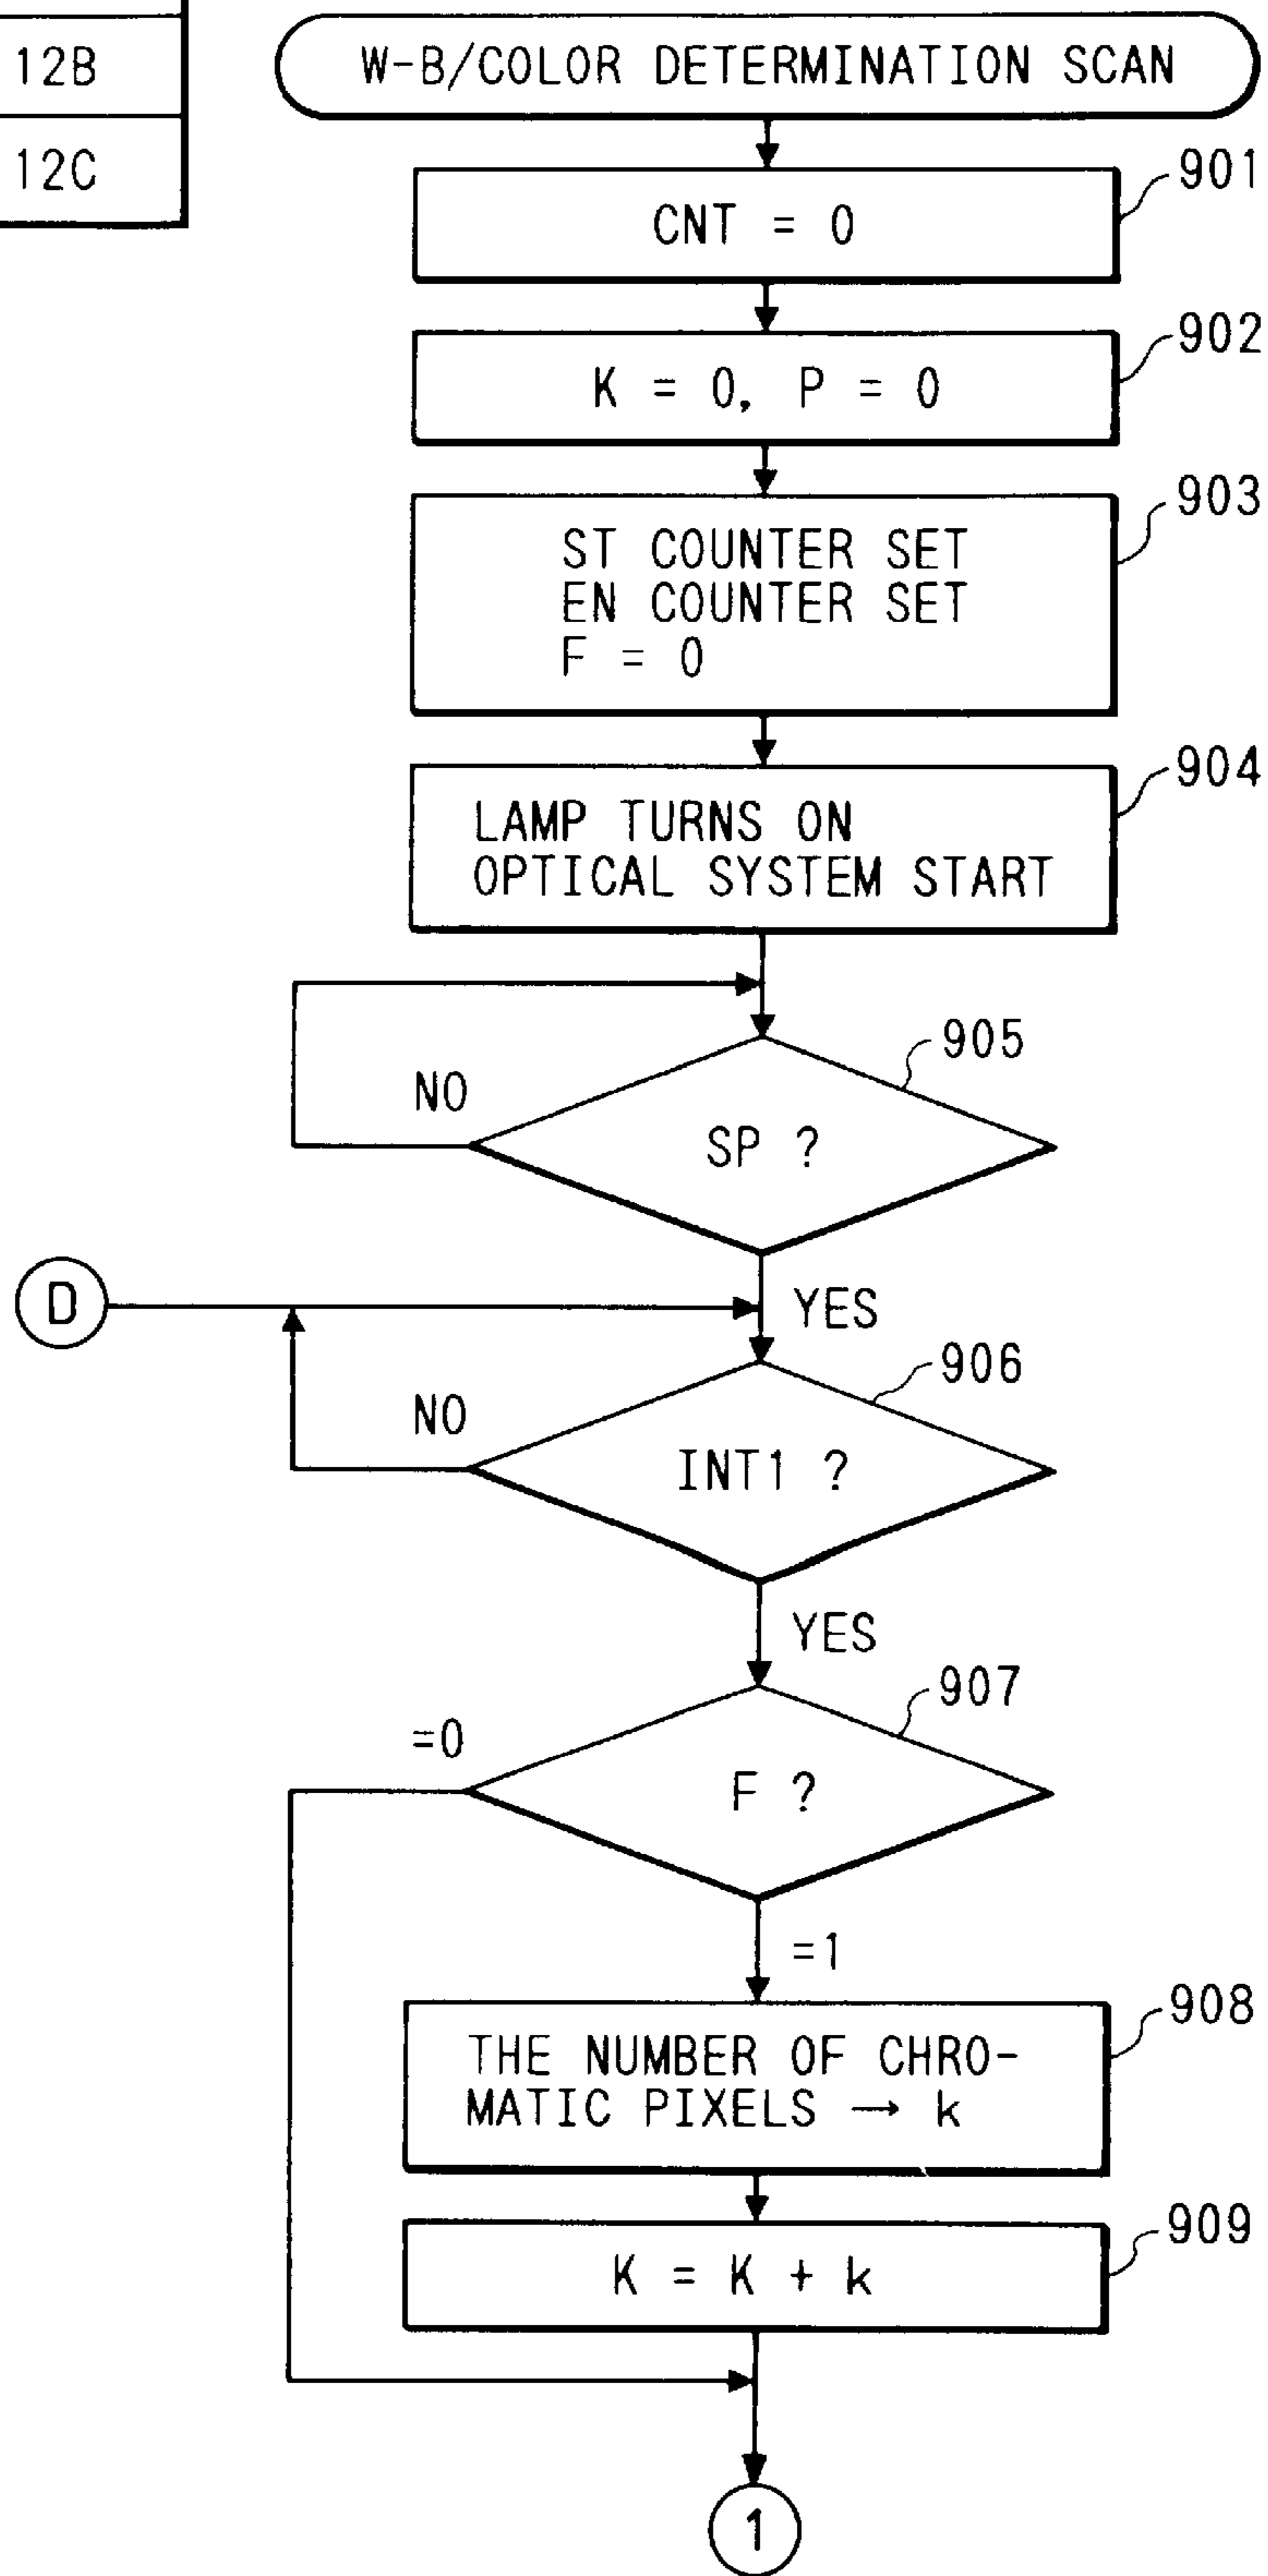 12B
12C
W-B/COLOR DETERMINATION SCAN
901
CNT = 0
902
K = 0, P = 0
903
ST COUNTER SET
EN COUNTER SET
F = 0
904
LAMP TURNS ON
OPTICAL SYSTEM START
905
NO
SP ?
D
YES
906
NO
INT1 ?
YES
907
=0
F ?
=1
908
THE NUMBER OF CHRO-
MATIC PIXELS → k
909
K = K + k
1